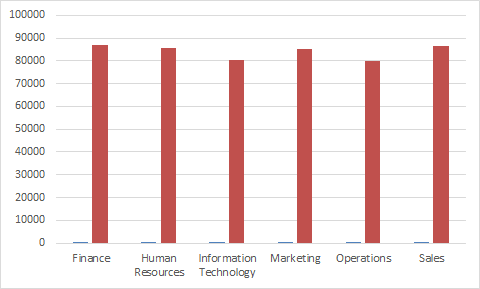 100000
90000
80000
70000
60000
50000
40000
30000
20000
10000
0
Finance
Human
Resources
Information
Technology
Marketing
Operations
Sales